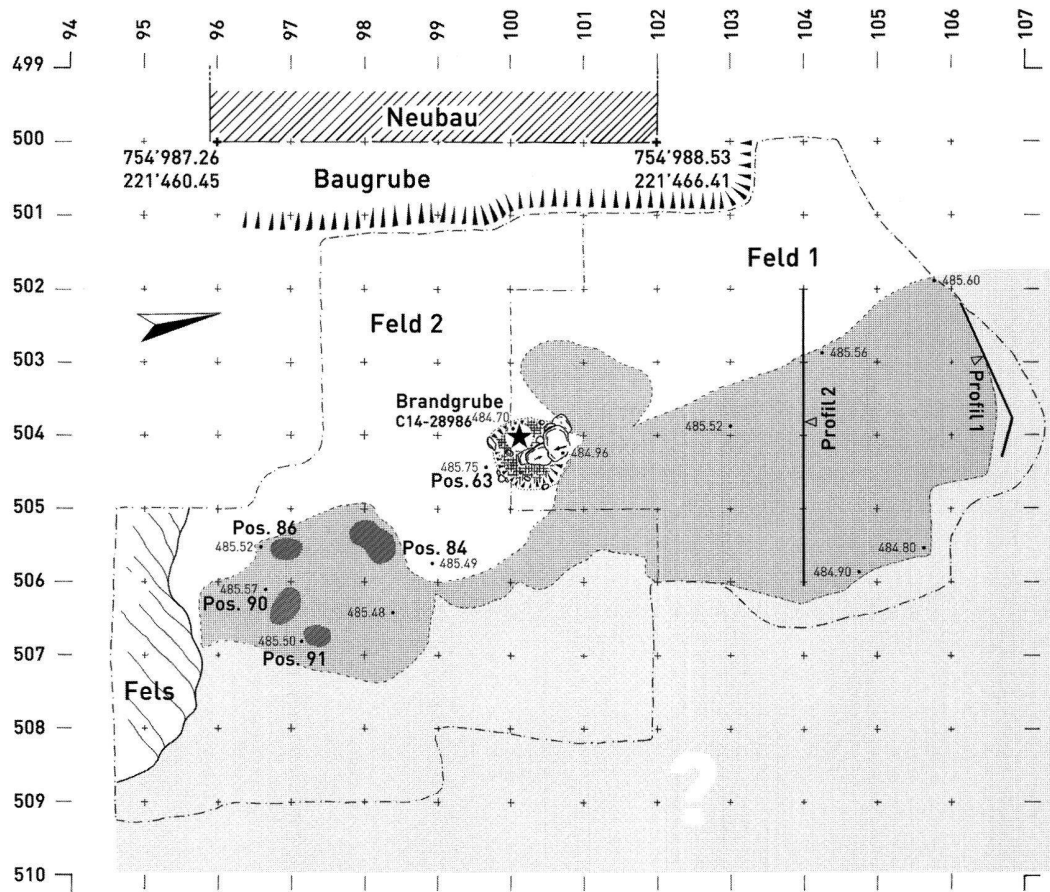 94 95 96 97 98 99 100 101 102 103 104 105 106 107
499
Neubau
500
754'987.26
221'460.45
754'988.53
221'466.41
Baugrube
501
Feld 1
485.60
502
Feld 2
485.56
503
Profil 1
Profil 2
Brandgrube
C14-28986
484.70
485.52
504
484.96
485.75
Pos. 63
505
Pos. 86
485.52
Pos. 84
485.49
484.80
484.90
506
485.57
Pos. 90
485.48
485.50
507
Pos. 91
Fels
508
?
509
510